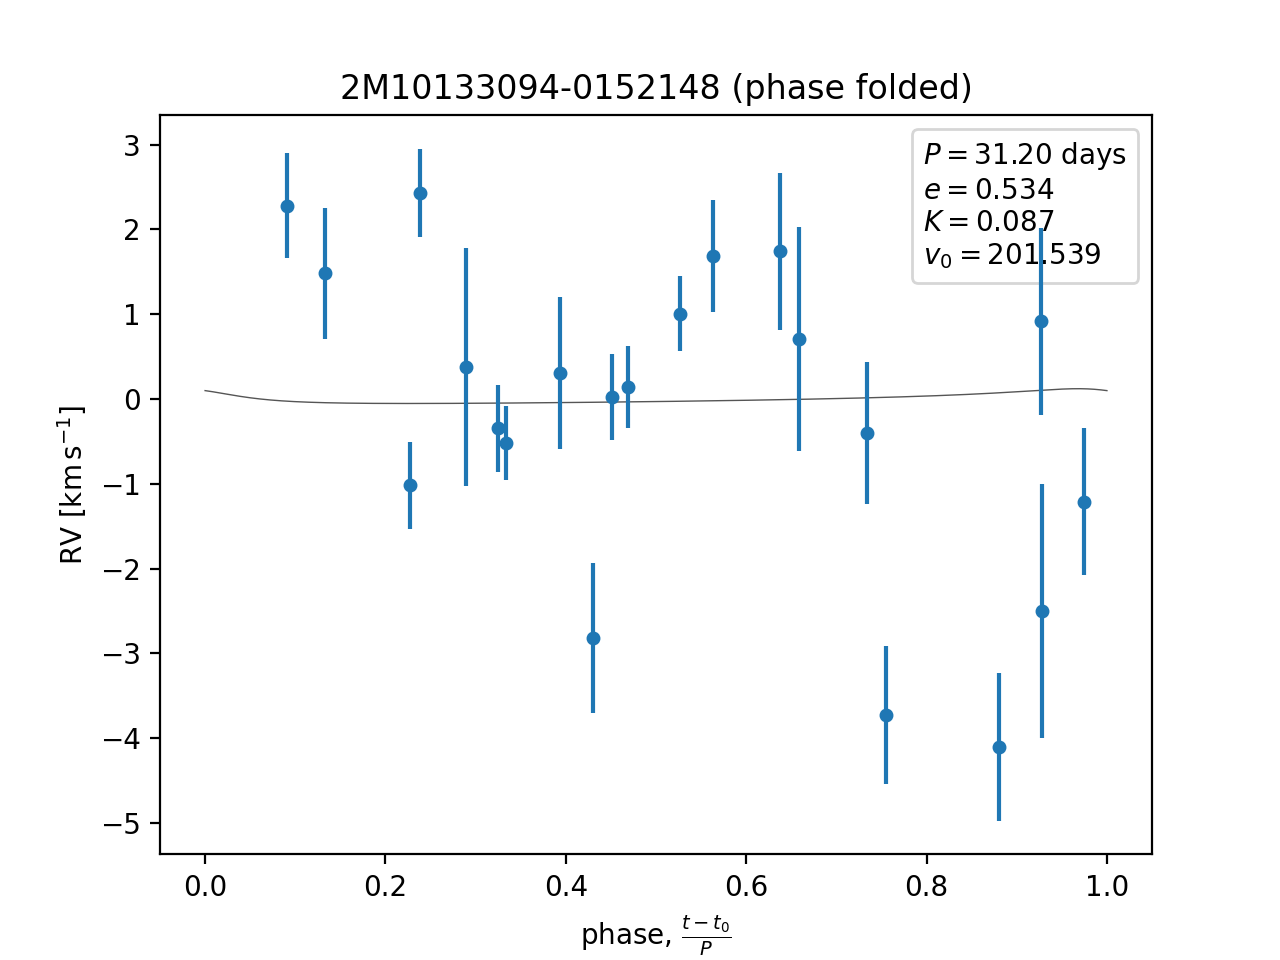 2M10133094-0152148 (phase folded)
P = 31.20 days
e = 0.534
K = 0.087
v₀ = 201.539
3
2
1
0
−1
−2
−3
−4
−5
RV [km s⁻¹]
0.0 0.2 0.4 0.6 0.8 1.0
phase, (t − t₀)/P